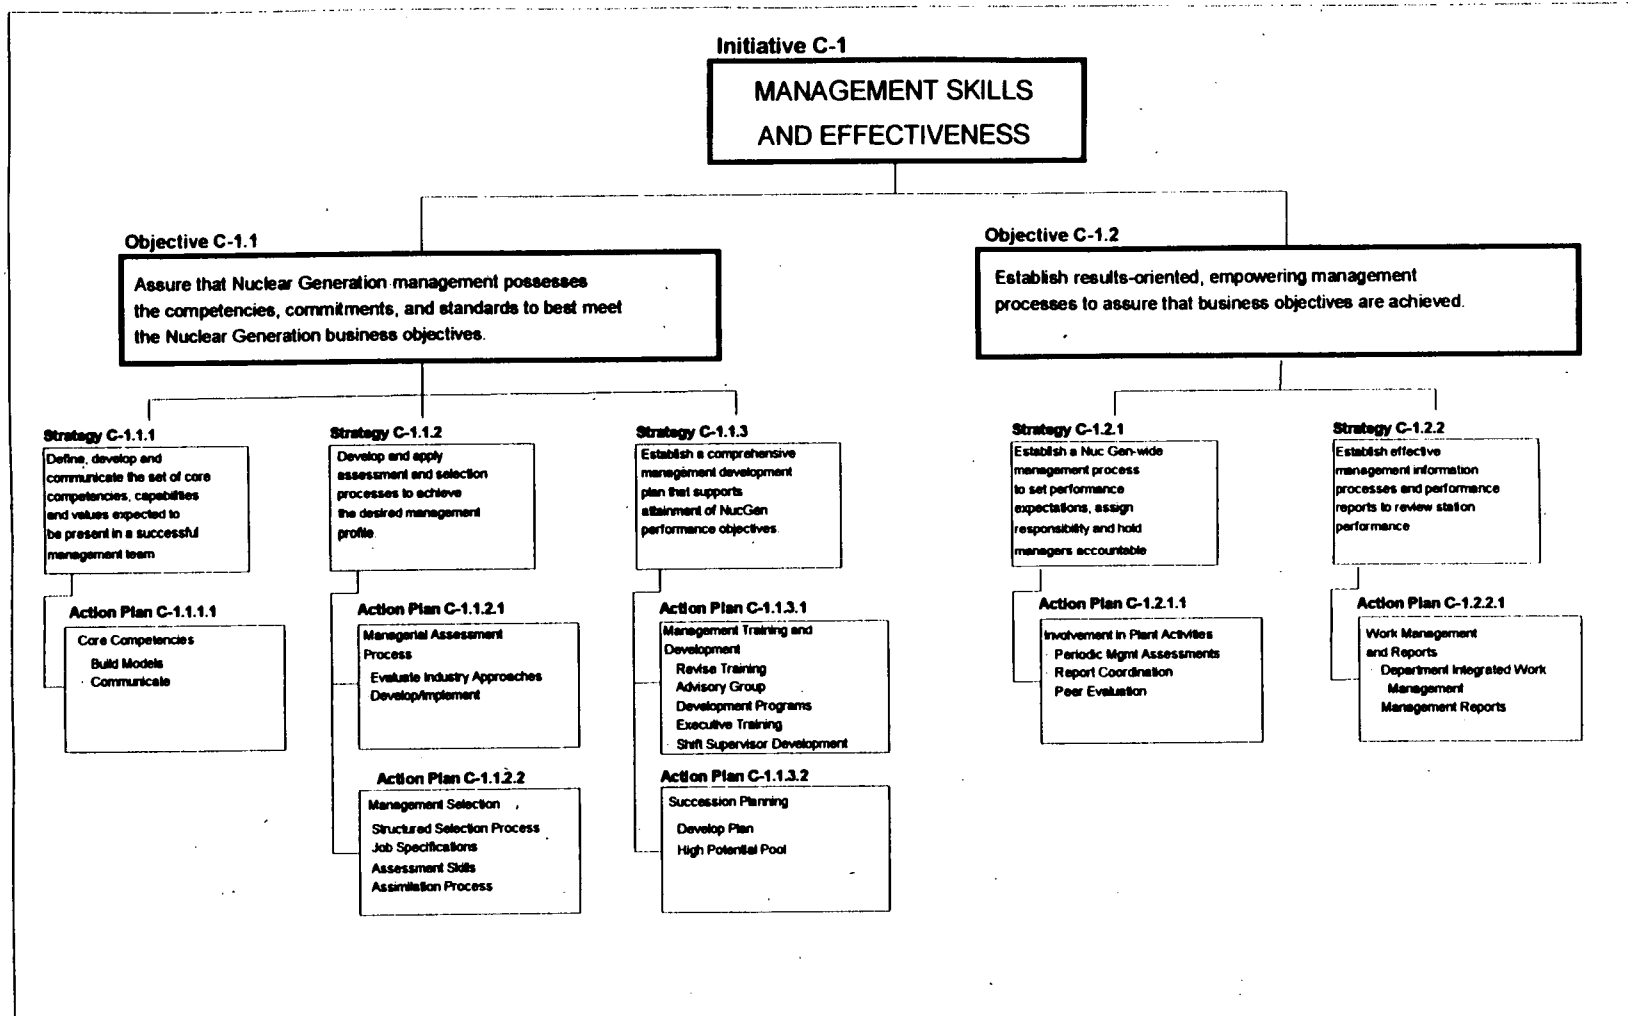 Initiative C-1
MANAGEMENT SKILLS
AND EFFECTIVENESS
Objective C-1.1
Assure that Nuclear Generation management possesses
the competencies, commitments, and standards to best meet
the Nuclear Generation business objectives.
Objective C-1.2
Establish results-oriented, empowering management
processes to assure that business objectives are achieved.
Strategy C-1.1.1
Define, develop and
communicate the set of core
competencies, capabilities
and values expected to
be present in a successful
management team
Strategy C-1.1.2
Develop and apply
assessment and selection
processes to achieve
the desired management
profile.
Strategy C-1.1.3
Establish a comprehensive
management development
plan that supports
attainment of NucGen
performance objectives.
Strategy C-1.2.1
Establish a Nuc Gen-wide
management process
to set performance
expectations, assign
responsibility and hold
managers accountable
Strategy C-1.2.2
Establish effective
management information
processes and performance
reports to review station
performance
Action Plan C-1.1.1.1
Core Competencies
Build Models
Communicate
Action Plan C-1.1.2.1
Managerial Assessment
Process
Evaluate Industry Approaches
Develop/Implement
Action Plan C-1.1.2.2
Management Selection
Structured Selection Process
Job Specifications
Assessment Skills
Assimilation Process
Action Plan C-1.1.3.1
Management Training and
Development
Revise Training
Advisory Group
Development Programs
Executive Training
Shift Supervisor Development
Action Plan C-1.1.3.2
Succession Planning
Develop Plan
High Potential Pool
Action Plan C-1.2.1.1
Involvement in Plant Activities
Periodic Mgmt Assessments
Report Coordination
Peer Evaluation
Action Plan C-1.2.2.1
Work Management
and Reports
Department Integrated Work
Management
Management Reports